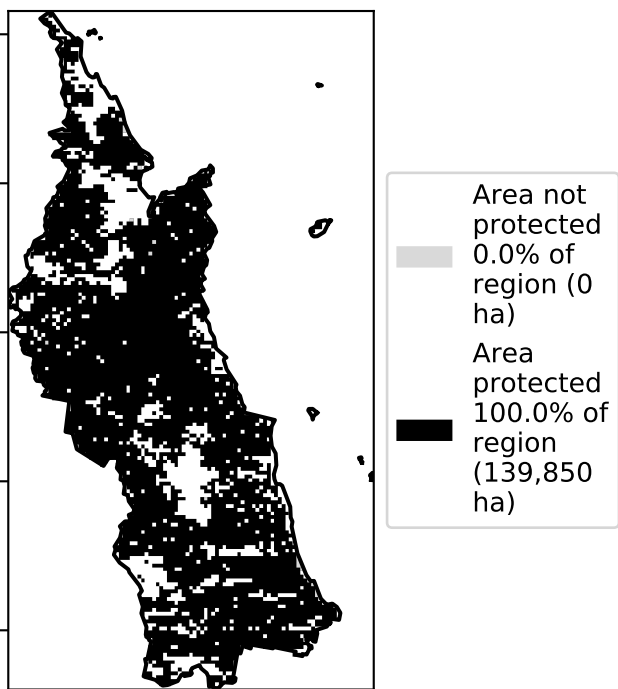 Area not
protected
0.0% of
region (0
ha)
Area
protected
100.0% of
region
(139,850
ha)